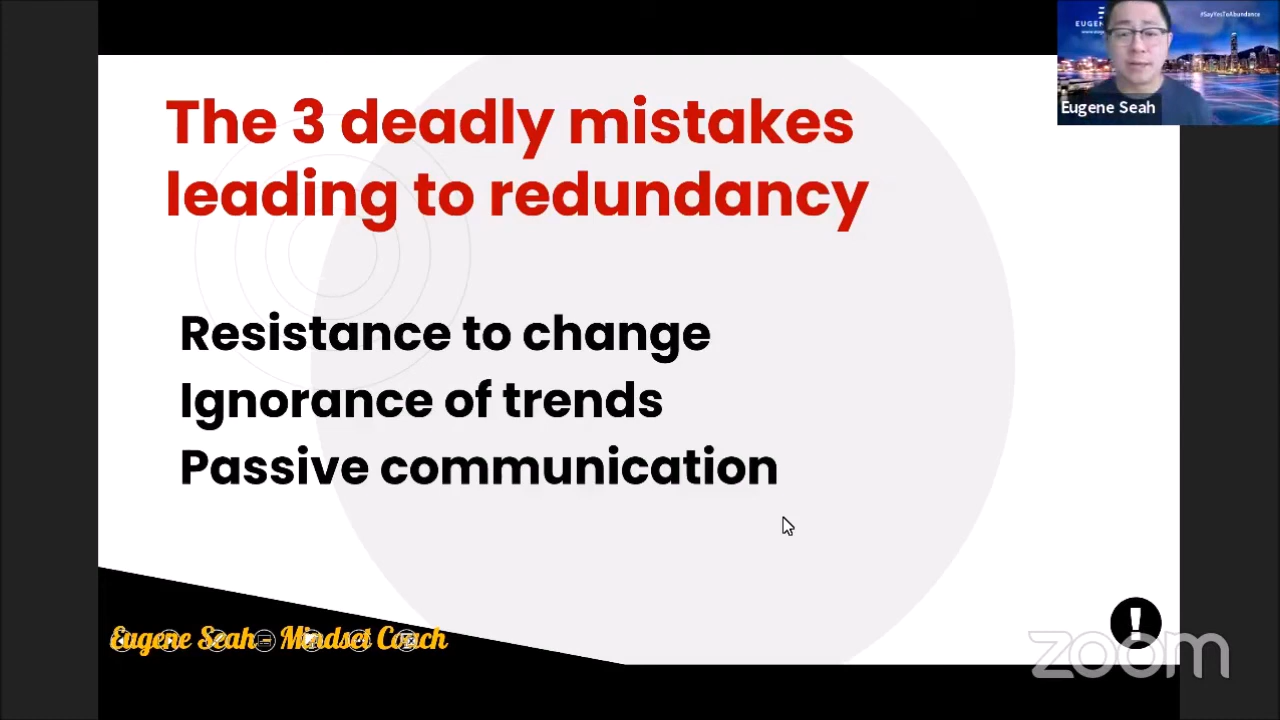 #SayYesToAbundance
Eugene Seah
The 3 deadly mistakes
leading to redundancy
Resistance to change
Ignorance of trends
Passive communication
Eugene Seah - Mindset Coach
!
zoom